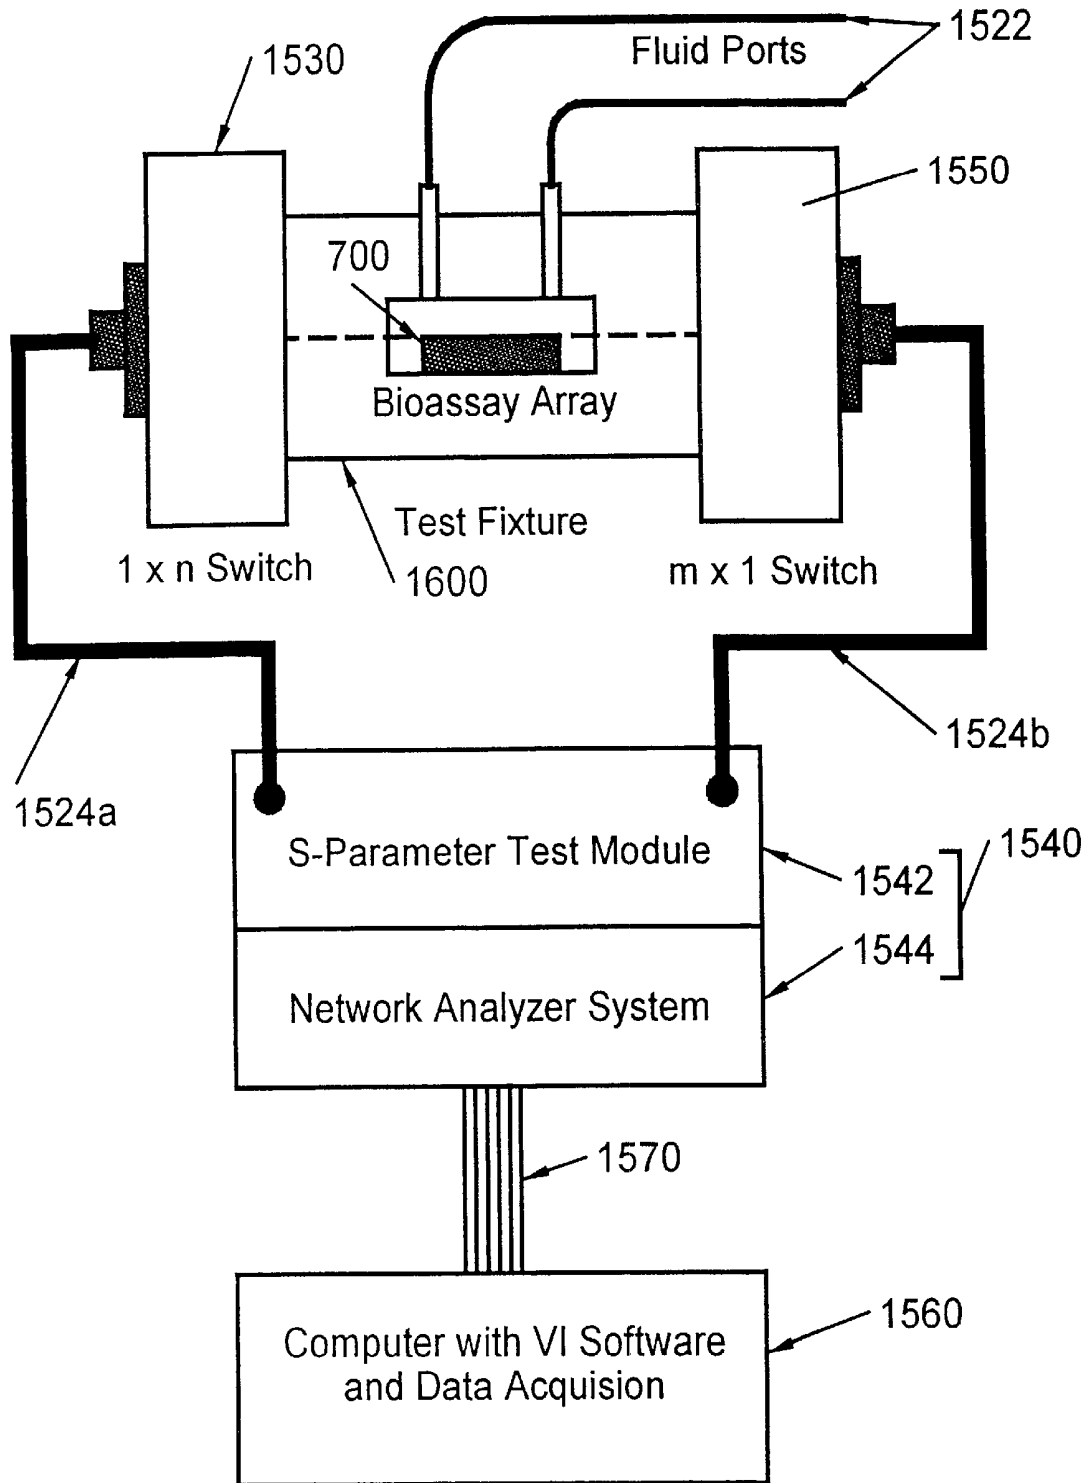 1522
Fluid Ports
1530
1550
700
Bioassay Array
Test Fixture
1 x n Switch
1600
m x 1 Switch
1524b
1524a
S-Parameter Test Module
1542
1540
1544
Network Analyzer System
1570
1560
Computer with VI Software
and Data Acquision